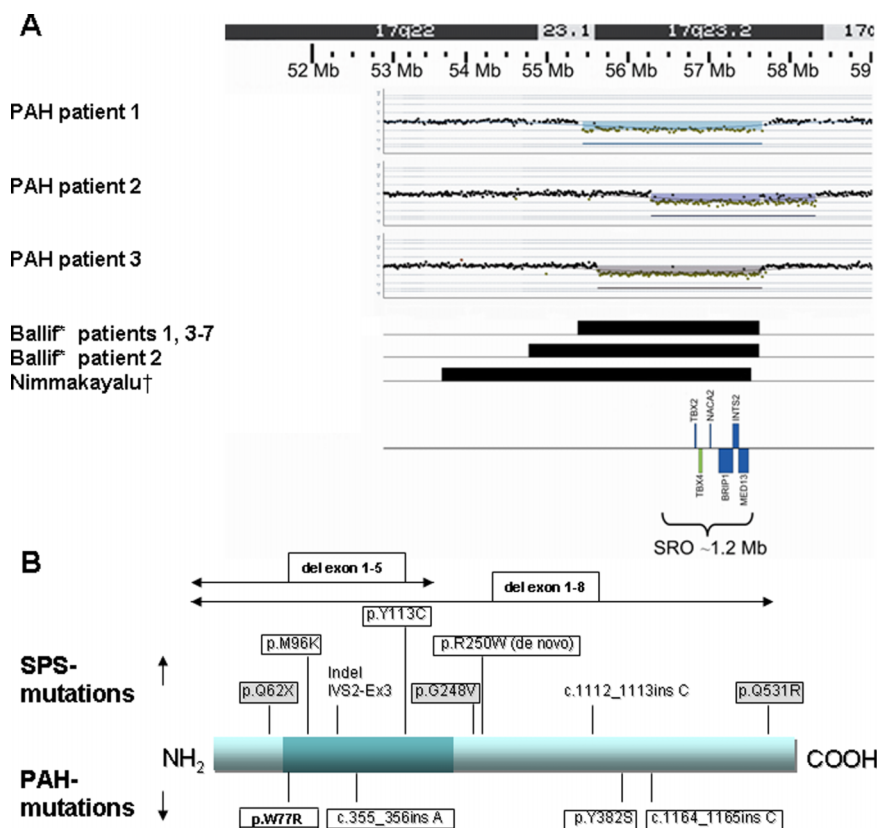 A
17q22 23.1 17q23.2 17q
52 Mb 53 Mb 54 Mb 55 Mb 56 Mb 57 Mb 58 Mb 59
PAH patient 1
PAH patient 2
PAH patient 3
Ballif* patients 1, 3-7
Ballif* patient 2
Nimmakayalu†
TBX2 NACA2 INTS2
TBX4 BRIP1 MED13
SRO ~1.2 Mb
B
del exon 1-5
del exon 1-8
p.Y113C
p.M96K
p.R250W (de novo)
SPS-
mutations
Indel
IVS2-Ex3
p.Q62X
p.G248V
c.1112_1113ins C
p.Q531R
NH2
COOH
PAH-
mutations
p.W77R
c.355_356ins A
p.Y382S
c.1164_1165ins C